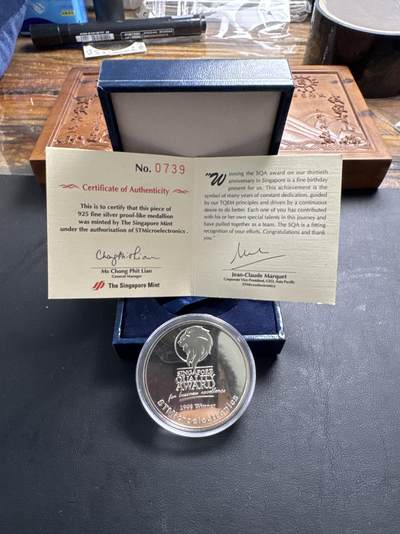 No. 0739
Certificate of Authenticity
This is to certify that this piece of
925 fine silver proof-like medallion
was minted by The Singapore Mint
under the authorisation of STMicroelectronics .
Ms Chong Phit Lian
General Manager
The Singapore Mint
"Winning the SQA award on our thirtieth
anniversary in Singapore is a fine birthday
present for us. This achievement is the
symbol of many years of constant dedication, guided
by our TQEM principles and driven by a continuous
desire to do better. Each one of you has contributed
with his or her own special talents in this journey and
have pulled together as a team. The SQA is a fitting
recognition of your efforts. Congratulations and thank
you."
Jean-Claude Marquet
Corporate Vice-President, CEO, Asia Pacific
STMicroelectronics
SINGAPORE
QUALITY
AWARD
for business excellence
1999 Winner
STMicroelectronics